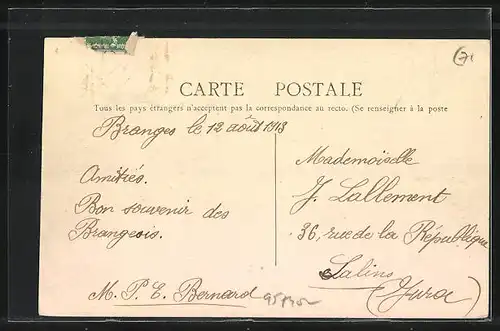 71
CARTE POSTALE
Tous les pays étrangers n'acceptent pas la correspondance au recto. (Se renseigner à la poste
Branges le 12 août 1913
Amitiés.
Bon souvenir des
Brangeois.
M. P. E. Bernard
Mademoiselle
J. Lallement
36, rue de la République
Salins
(Jura)